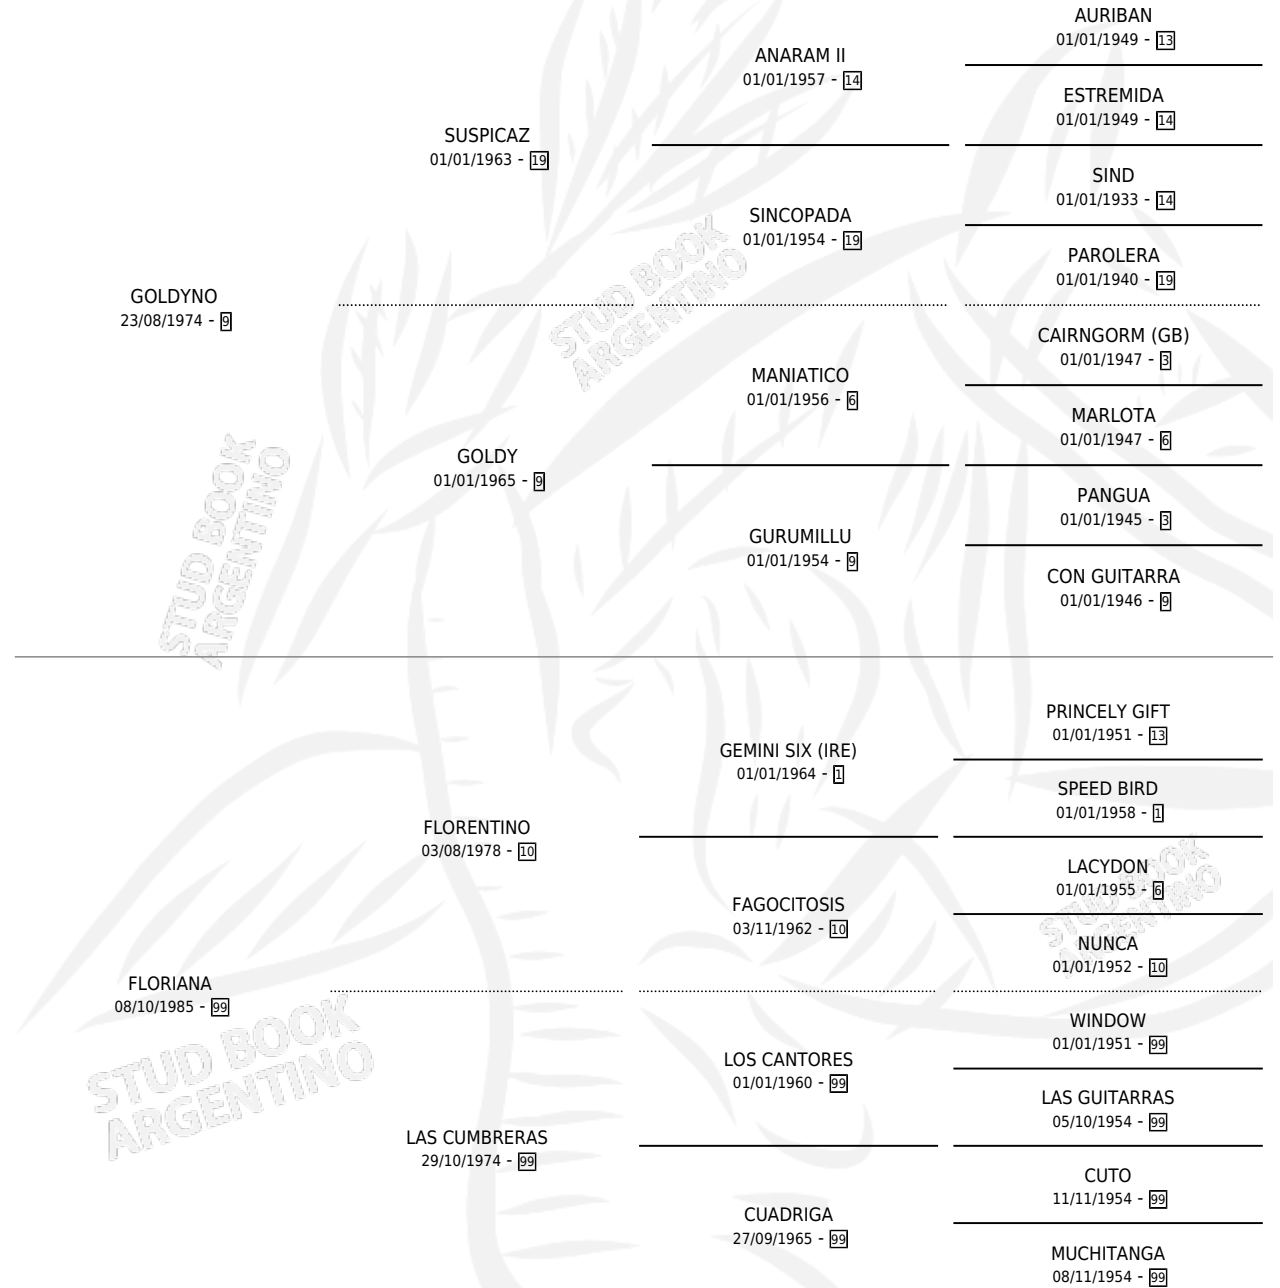 AURIBAN
01/01/1949 - 13
ANARAM II
01/01/1957 - 14
ESTREMIDA
01/01/1949 - 14
SUSPICAZ
01/01/1963 - 19
SIND
01/01/1933 - 14
SINCOPADA
01/01/1954 - 19
PAROLERA
01/01/1940 - 19
GOLDYNO
23/08/1974 - 9
CAIRNGORM (GB)
01/01/1947 - 3
MANIATICO
01/01/1956 - 6
MARLOTA
01/01/1947 - 6
GOLDY
01/01/1965 - 9
PANGUA
01/01/1945 - 3
GURUMILLU
01/01/1954 - 9
CON GUITARRA
01/01/1946 - 9
PRINCELY GIFT
01/01/1951 - 13
GEMINI SIX (IRE)
01/01/1964 - 1
SPEED BIRD
01/01/1958 - 1
FLORENTINO
03/08/1978 - 10
LACYDON
01/01/1955 - 6
FAGOCITOSIS
03/11/1962 - 10
NUNCA
01/01/1952 - 10
FLORIANA
08/10/1985 - 99
WINDOW
01/01/1951 - 99
LOS CANTORES
01/01/1960 - 99
LAS GUITARRAS
05/10/1954 - 99
LAS CUMBRERAS
29/10/1974 - 99
CUTO
11/11/1954 - 99
CUADRIGA
27/09/1965 - 99
MUCHITANGA
08/11/1954 - 99
STUD BOOK
ARGENTINO
STUD BOOK
ARGENTINO
STUD BOOK
ARGENTINO
STUD BOOK
ARGENTINO